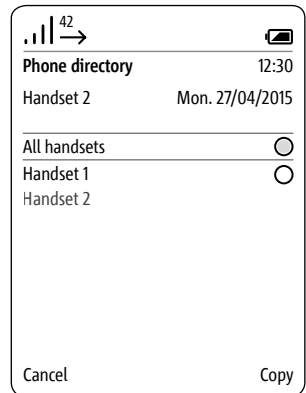 42
Phone directory 12:30
Handset 2 Mon. 27/04/2015
All handsets
Handset 1
Handset 2
Cancel Copy